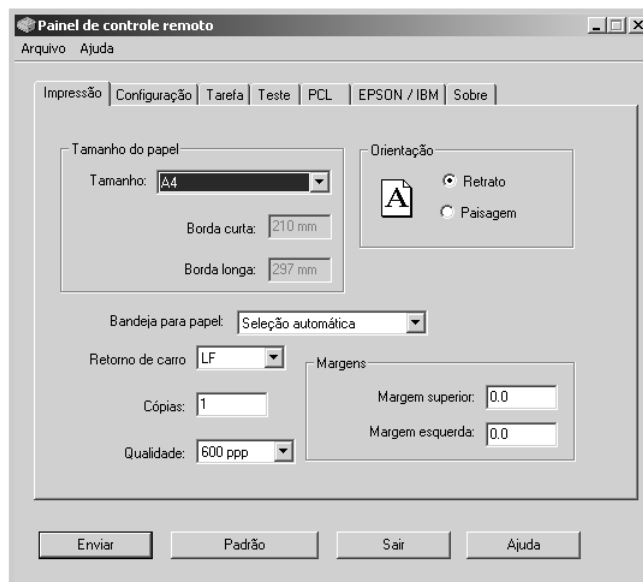 Painel de controle remoto
Arquivo Ajuda
Impressão Configuração Tarefa Teste PCL EPSON / IBM Sobre
Tamanho do papel
Tamanho: A4
Borda curta: 210 mm
Borda longa: 297 mm
Orientação
A
Retrato
Paisagem
Bandeja para papel: Seleção automática
Retorno de carro LF
Cópias: 1
Qualidade: 600 ppp
Margens
Margem superior: 0.0
Margem esquerda: 0.0
Enviar Padrão Sair Ajuda